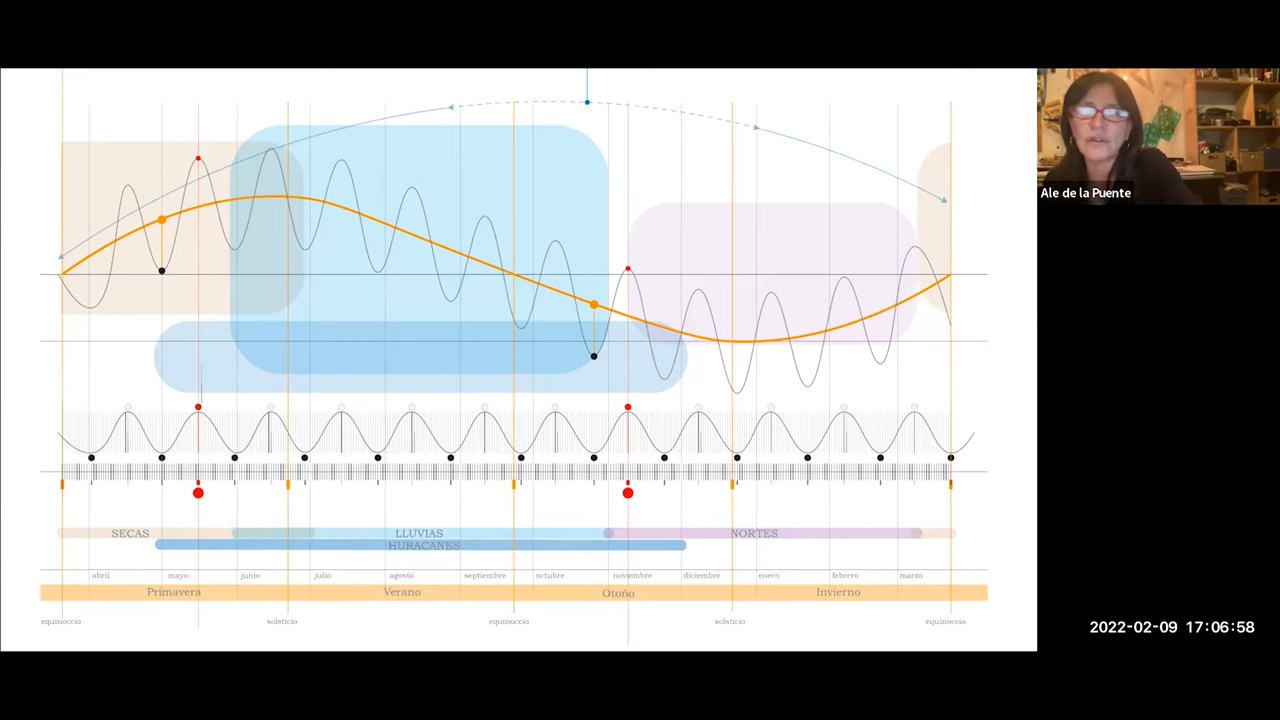 Ale de la Puente
SECAS
LLUVIAS
NORTES
HURACANES
abril
mayo
junio
julio
agosto
septiembre
octubre
noviembre
diciembre
enero
febrero
marzo
Primavera
Verano
Otoño
Invierno
equinoccio
solsticio
equinoccio
solsticio
equinoccio
2022-02-09 17:06:58